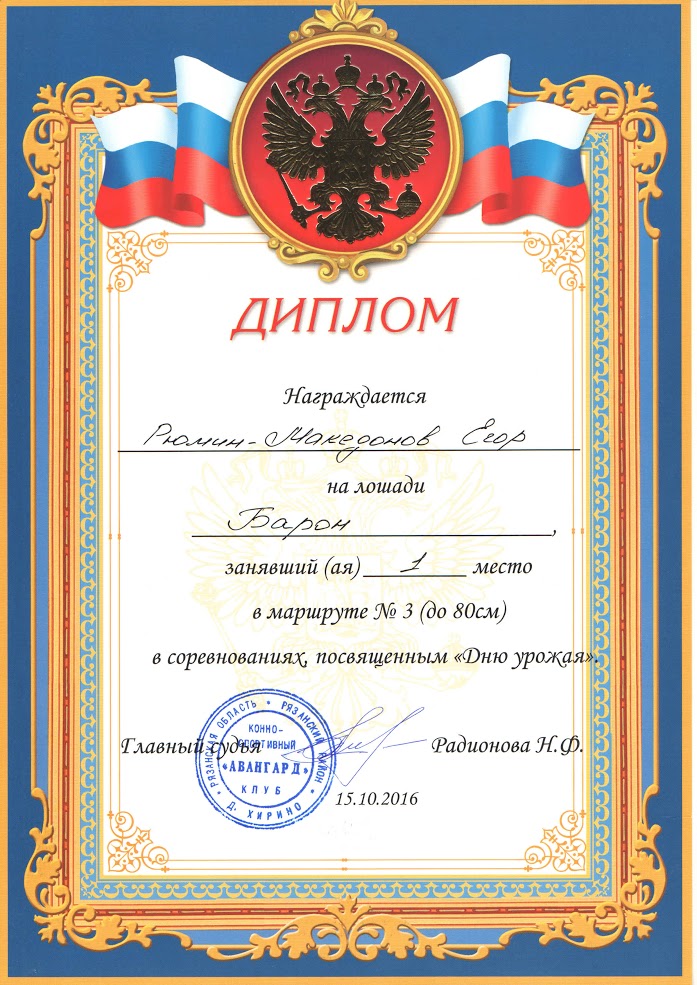 ДИПЛОМ
Награждается
Рюмин-Македонов Егор
на лошади
Барон,
занявший (ая) 1 место
в маршруте № 3 (до 80см)
в соревнованиях, посвященным «Дню урожая».
Главный судья Радионова Н.Ф.
РЯЗАНСКАЯ ОБЛАСТЬ • РЯЗАНСКИЙ РАЙОН •
КОННО-
СПОРТИВНЫЙ
«АВАНГАРД»
КЛУБ
Д. ХИРИНО
15.10.2016